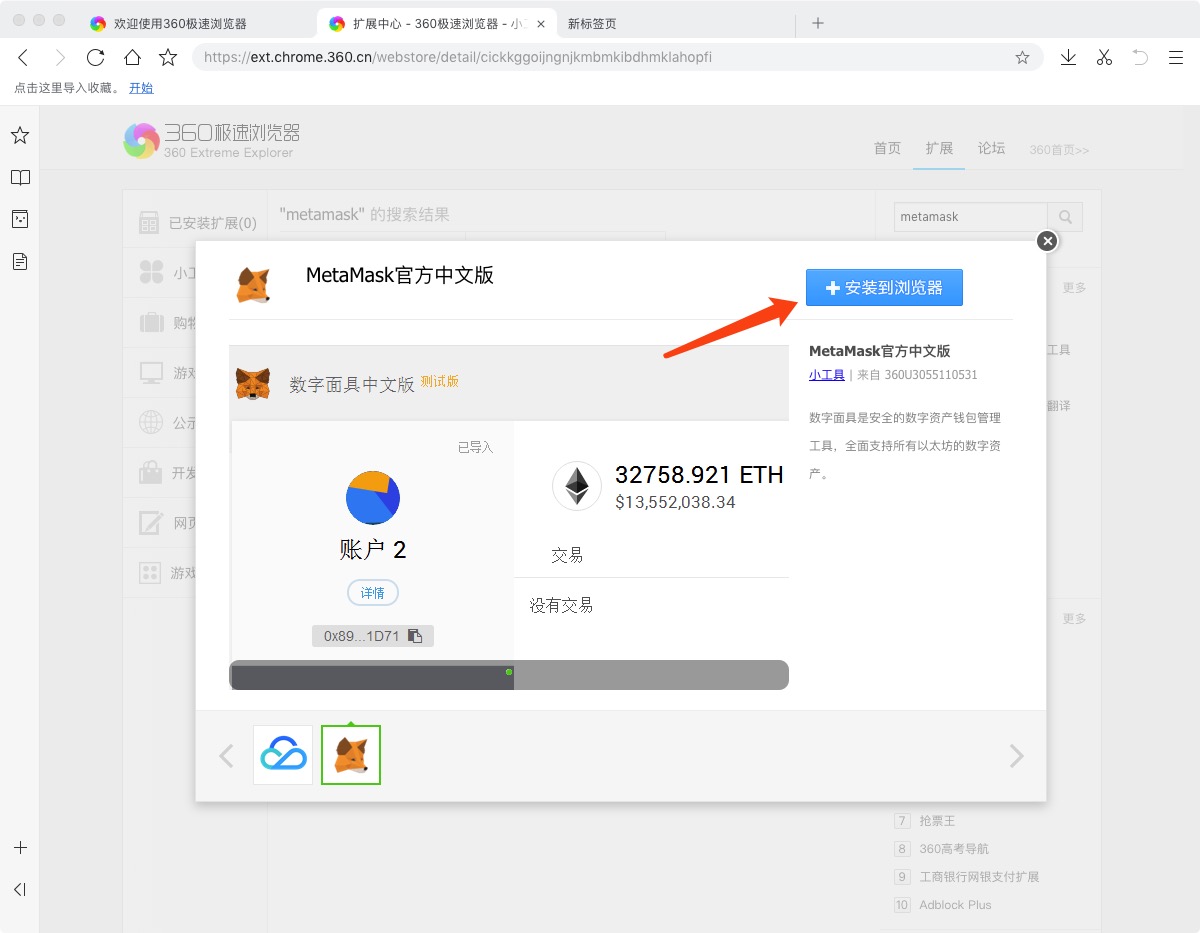 欢迎使用360极速浏览器
扩展中心 - 360极速浏览器 - 小
新标签页
https://ext.chrome.360.cn/webstore/detail/cickkggoijngnjkmbmkibdhmklahopfi
点击这里导入收藏。 开始
360极速浏览器
360 Extreme Explorer
首页 扩展 论坛 360首页>>
已安装扩展(0)
"metamask" 的搜索结果
metamask
小
购物
游戏
公示
开发
网页
游戏
更多
工具
翻译
更多
MetaMask官方中文版
安装到浏览器
数字面具中文版 测试版
已导入
账户 2
详情
0x89...1D71
32758.921 ETH
$13,552,038.34
交易
没有交易
MetaMask官方中文版
小工具 | 来自 360U3055110531
数字面具是安全的数字资产钱包管理
工具，全面支持所有以太坊的数字资
产。
7 抢票王
8 360高考导航
9 工商银行网银支付扩展
10 Adblock Plus